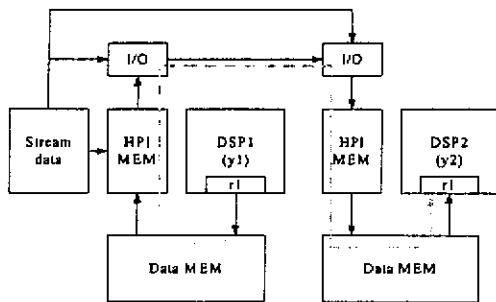 I/O
I/O
Stream
data
HPI
MEM
DSP1
(y1)
r1
HPI
MEM
DSP2
(y2)
r1
Data MEM
Data MEM